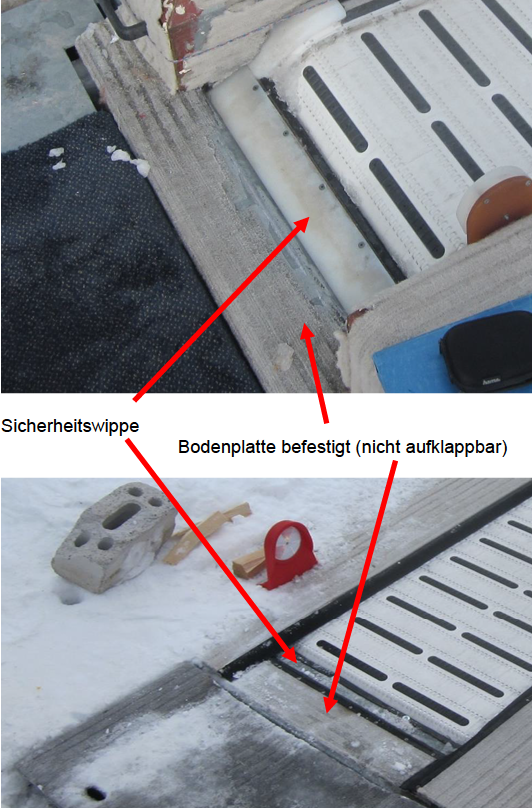 Sicherheitswippe
Bodenplatte befestigt (nicht aufklappbar)